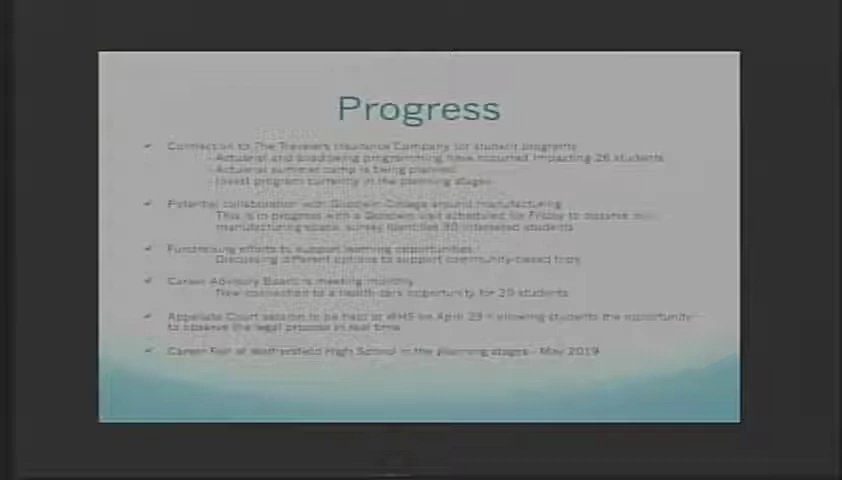 Progress
✓ Connection to The Travelers Insurance Company for student programs
- Actuarial and programming have occurred impacting 26 students
- Actuarial summer camp is being planned
- Invest program currently in the planning stages
✓ Potential collaboration with Goodwin College around manufacturing
This is in progress with a Goodwin visit scheduled for Friday to observe
manufacturing space, survey identified 90 interested students
✓ Fundraising efforts to support learning opportunities
Discussing different options to support community-based trips
✓ Career Advisory Board is meeting monthly
New connection to a health care opportunity for 20 students
✓ Appellate Court session to be held at WHS on April 29 - allowing students the opportunity
to observe the legal process in real time
✓ Career Fair at Wethersfield High School in the planning stages - May 2019